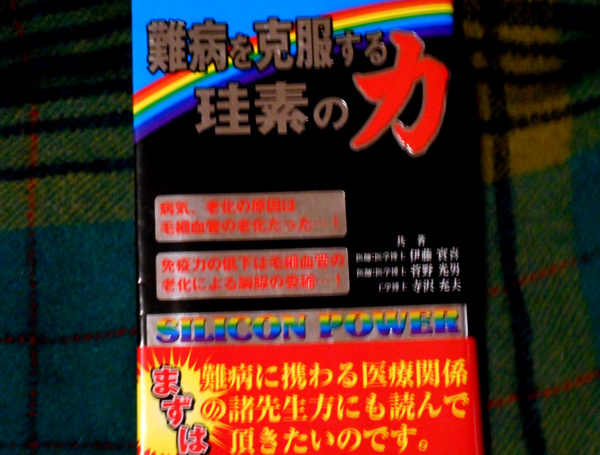 難病を克服する
珪素の力
病気、老化の原因は
毛細血管の老化だった…！
免疫力の低下は毛細血管の
老化による胸腺の委縮…！
共 著
医師・医学博士 伊藤 實喜
医師・医学博士 菅野 光男
工学博士 寺沢 充夫
SILICON POWER
まずは
難病に携わる医療関係
の諸先生方にも読んで
頂きたいのです。